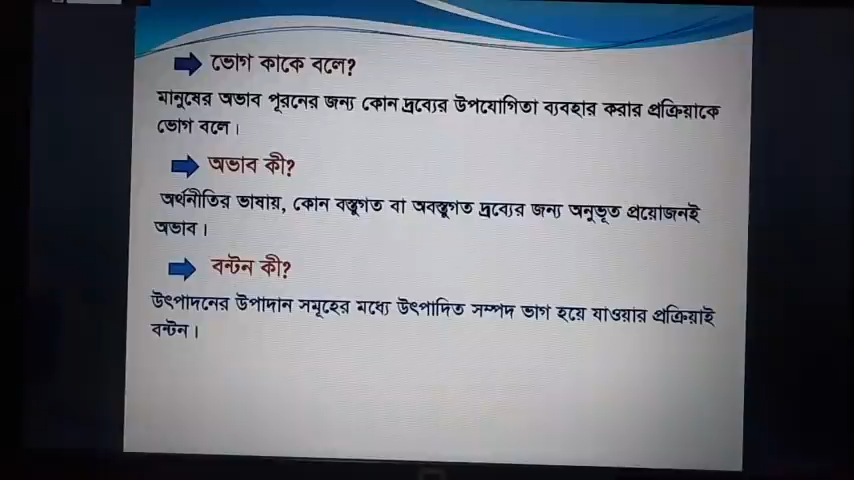 ভোগ কাকে বলে?
মানুষের অভাব পূরনের জন্য কোন দ্রব্যের উপযোগিতা ব্যবহার করার প্রক্রিয়াকে
ভোগ বলে।
অভাব কী?
অর্থনীতির ভাষায়, কোন বস্তুগত বা অবস্তুগত দ্রব্যের জন্য অনুভূত প্রয়োজনই
অভাব।
বন্টন কী?
উৎপাদনের উপাদান সমূহের মধ্যে উৎপাদিত সম্পদ ভাগ হয়ে যাওয়ার প্রক্রিয়াই
বন্টন।